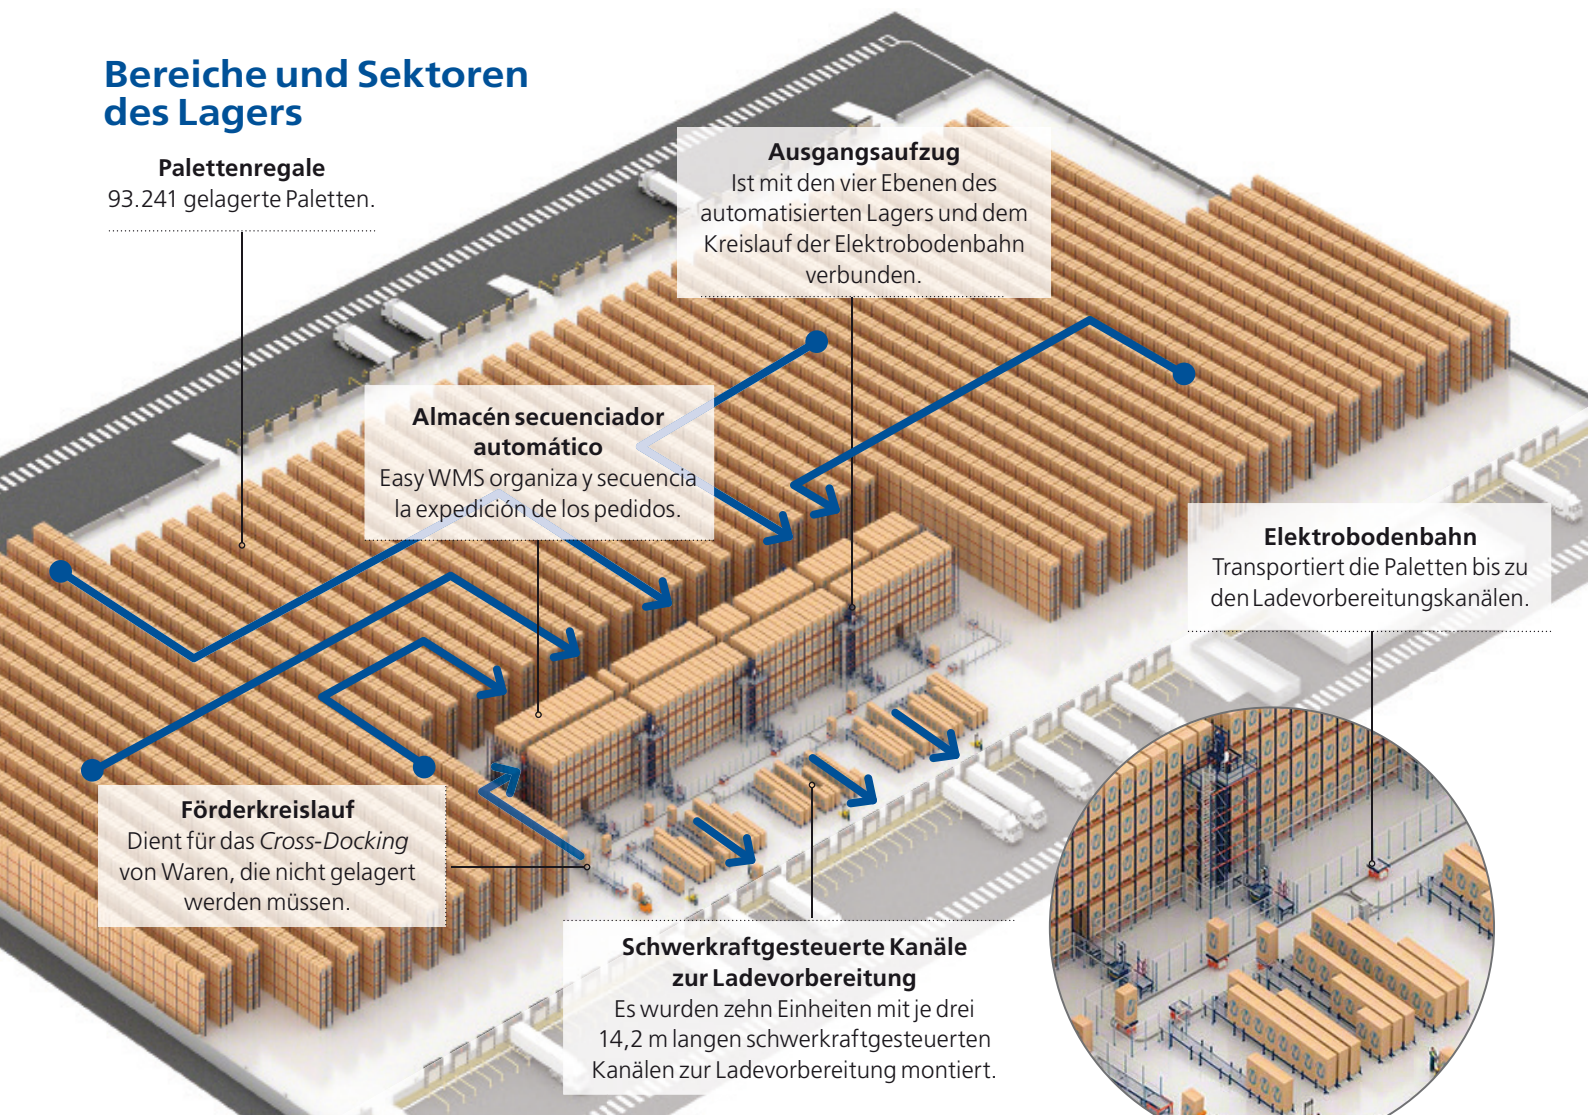 Bereiche und Sektoren
des Lagers
Palettenregale
93.241 gelagerte Paletten.
Ausgangsaufzug
Ist mit den vier Ebenen des
automatisierten Lagers und dem
Kreislauf der Elektrobodenbahn
verbunden.
Almacén secuenciador
automático
Easy WMS organiza y secuencia
la expedición de los pedidos.
Elektrobodenbahn
Transportiert die Paletten bis zu
den Ladevorbereitungskanälen.
Förderkreislauf
Dient für das Cross-Docking
von Waren, die nicht gelagert
werden müssen.
Schwerkraftgesteuerte Kanäle
zur Ladevorbereitung
Es wurden zehn Einheiten mit je drei
14,2 m langen schwerkraftgesteuerten
Kanälen zur Ladevorbereitung montiert.